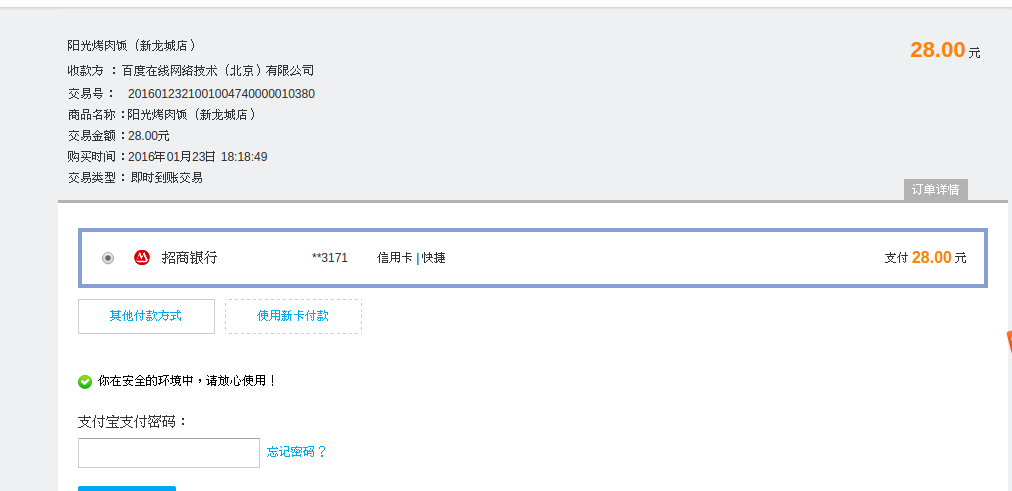 阳光烤肉饭（新龙城店）
28.00 元
收款方 ：百度在线网络技术（北京）有限公司
交易号： 2016012321001004740000010380
商品名称：阳光烤肉饭（新龙城店）
交易金额：28.00元
购买时间：2016年01月23日 18:18:49
交易类型： 即时到账交易
订单详情
招商银行 **3171 信用卡 | 快捷 支付 28.00 元
其他付款方式 使用新卡付款
你在安全的环境中，请放心使用！
支付宝支付密码：
忘记密码？